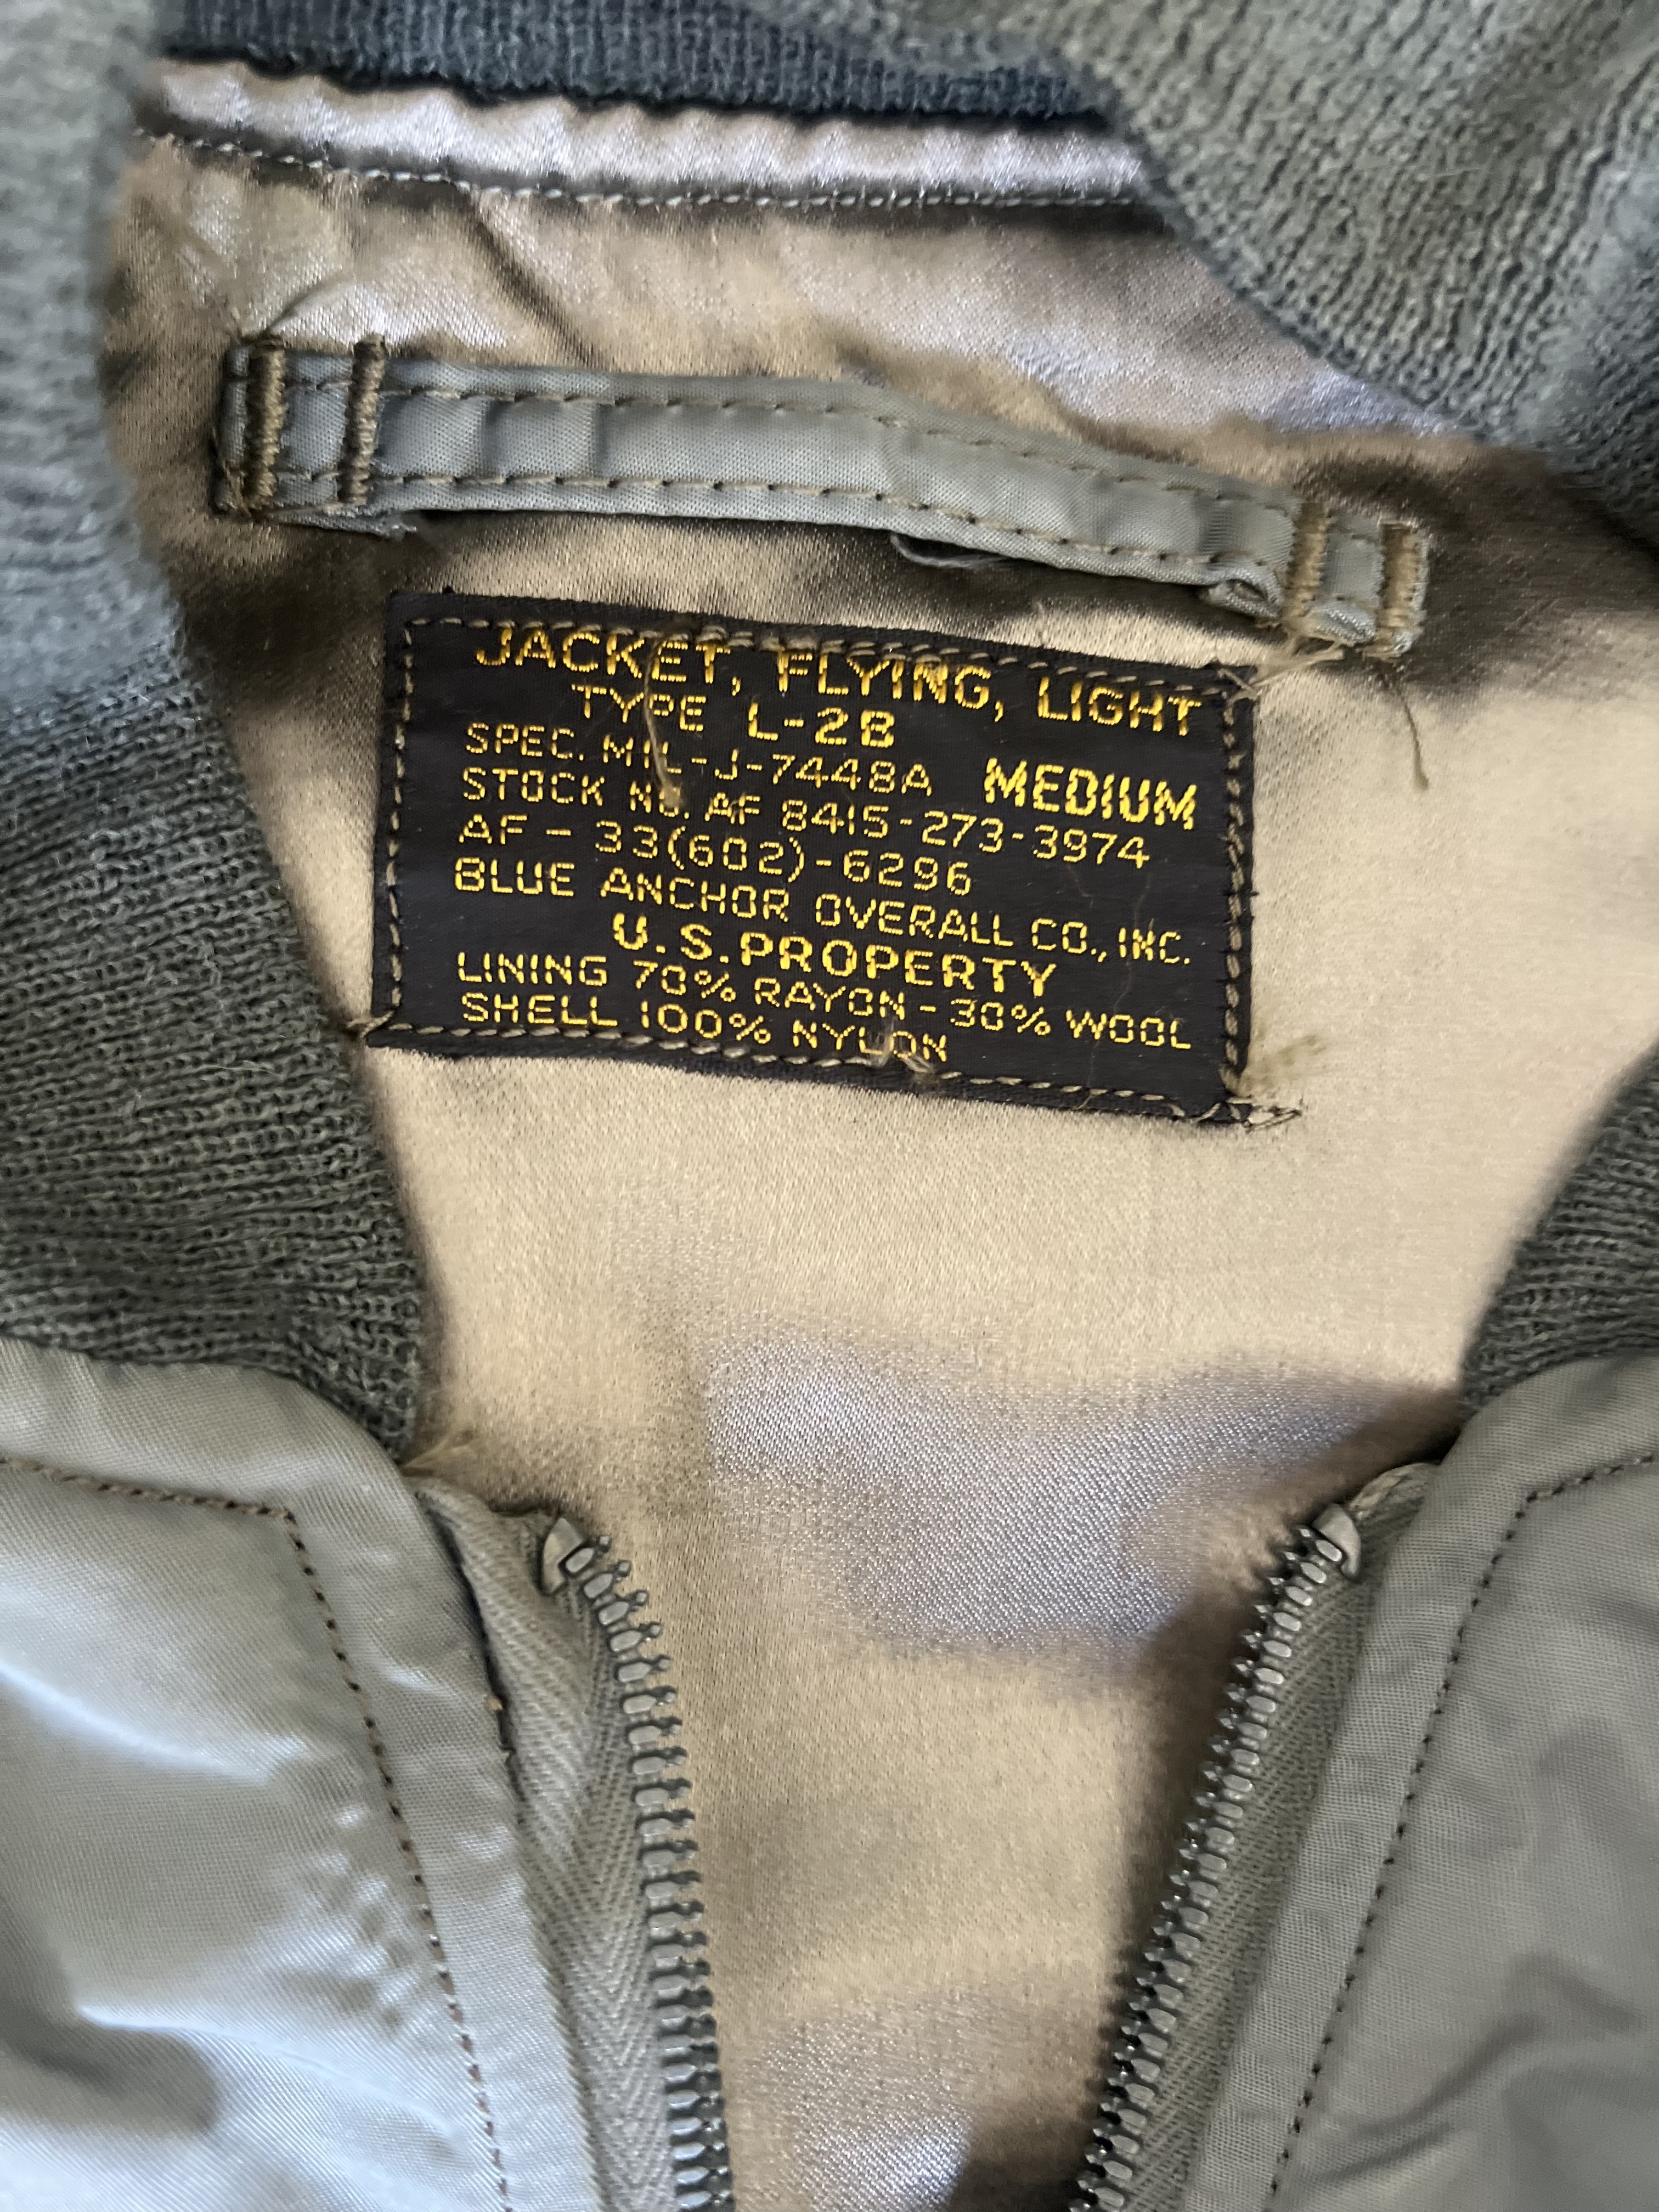 JACKET, FLYING, LIGHT
TYPE L-2B
SPEC. MIL-J-7448A MEDIUM
STOCK NO. AF 8415-273-3974
AF-33(602)-6296
BLUE ANCHOR OVERALL CO., INC.
U.S. PROPERTY
LINING 70% RAYON-30% WOOL
SHELL 100% NYLON